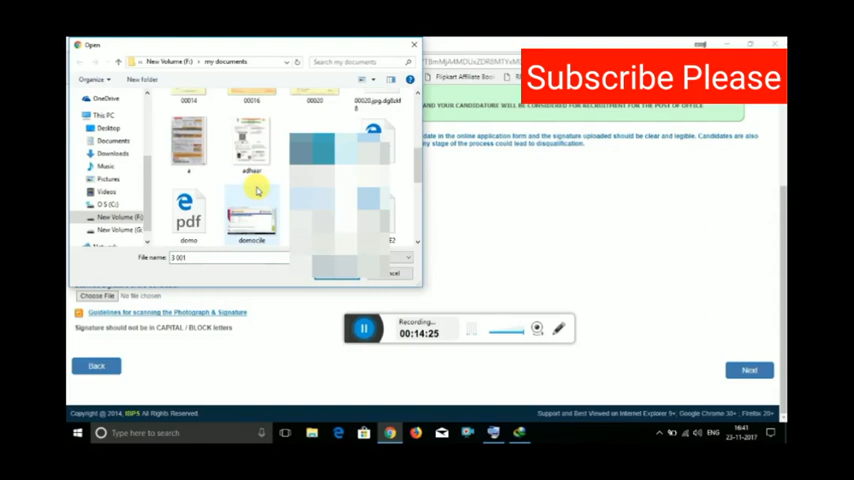 Open
New Volume (F:) › my documents
Search my documents
Organize
New folder
OneDrive
This PC
Desktop
Documents
Downloads
Music
Pictures
Videos
O S (C:)
New Volume (F:)
New Volume (G:
00014
00016
00020
00020.jpg.dg8zkf
8
a
adhaar
pdf
domo
domocile
File name:
3 001
Subscribe Please
Flipkart Affiliate Boo
AND YOUR CANDIDATURE WILL BE CONSIDERED FOR RECRUITMENT FOR THE POST OF OFFICE
date in the online application form and the signature uploaded should be clear and legible. Candidates are also
ny stage of the process could lead to disqualification.
Choose File
No file chosen
Guidelines for scanning the Photograph & Signature
Signature should not be in CAPITAL / BLOCK letters
Recording...
00:14:25
Back
Next
Copyright @ 2014, IBPS All Rights Reserved.
Support and Best Viewed on Internet Explorer 9+, Google Chrome 30+, Firefox 20+
Type here to search
ENG
16:41
23-11-2017